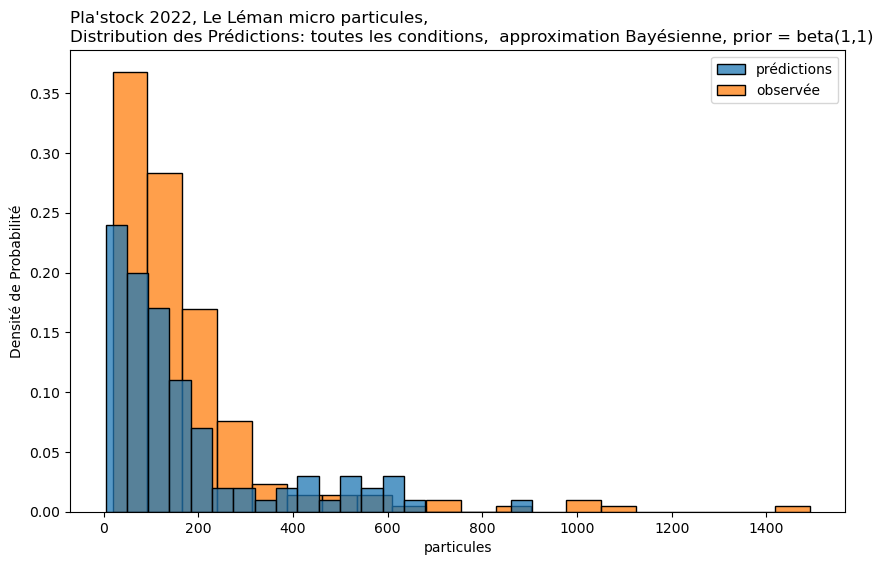 Pla'stock 2022, Le Léman micro particules,
Distribution des Prédictions: toutes les conditions,  approximation Bayésienne, prior = beta(1,1)
prédictions
observée
Densité de Probabilité
0.35
0.30
0.25
0.20
0.15
0.10
0.05
0.00
0 200 400 600 800 1000 1200 1400
particules